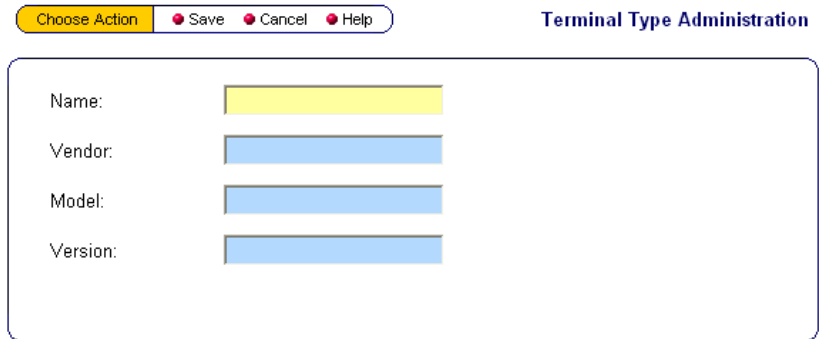 Choose Action Save Cancel Help Terminal Type Administration
Name:
Vendor:
Model:
Version: